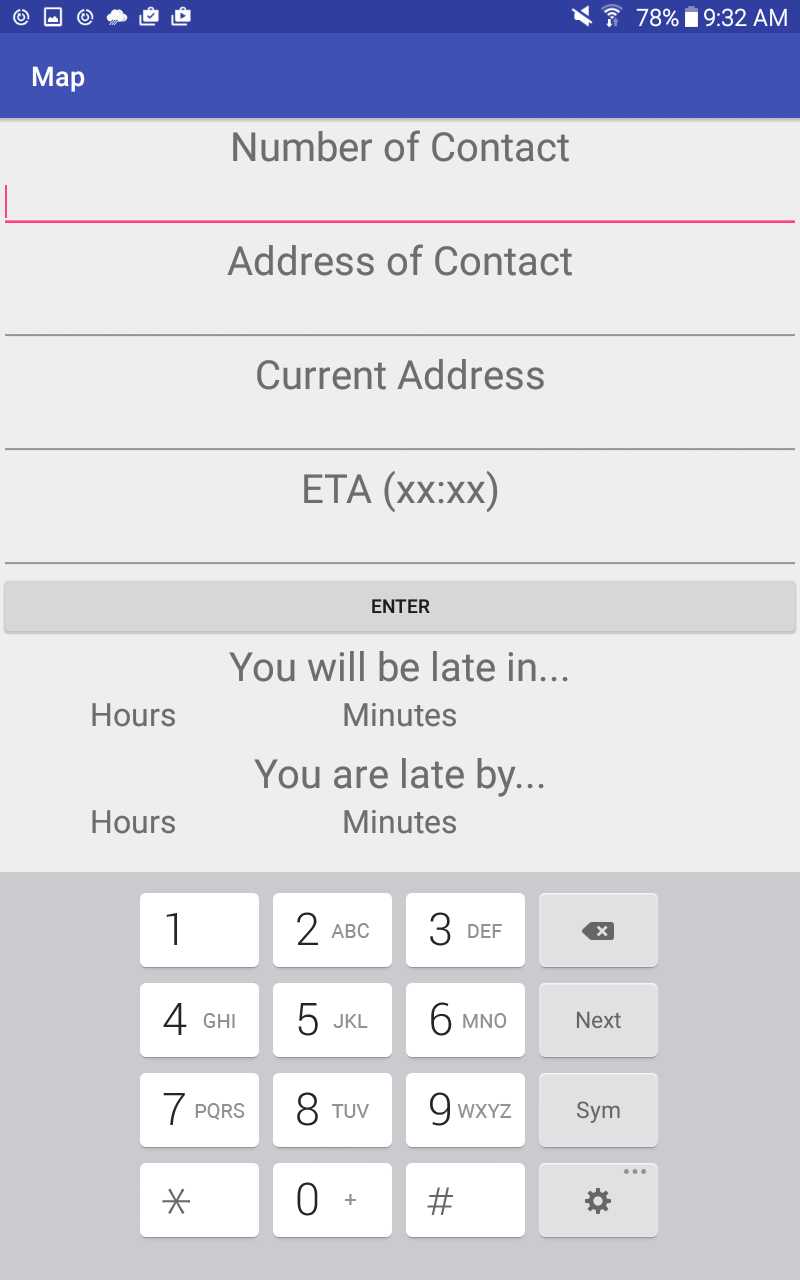 78% 9:32 AM
Map
Number of Contact
Address of Contact
Current Address
ETA (xx:xx)
ENTER
You will be late in...
Hours Minutes
You are late by...
Hours Minutes
1 2 ABC 3 DEF
4 GHI 5 JKL 6 MNO Next
7 PQRS 8 TUV 9 WXYZ Sym
* 0 + #